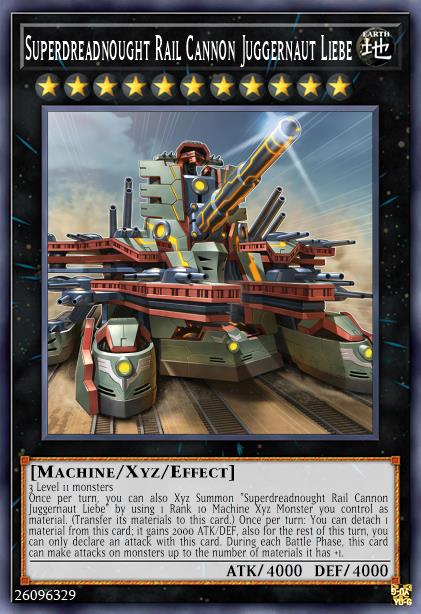 Superdreadnought Rail Cannon Juggernaut Liebe
EARTH
地
[Machine/Xyz/Effect]
3 Level 11 monsters
Once per turn, you can also Xyz Summon "Superdreadnought Rail Cannon
Juggernaut Liebe" by using 1 Rank 10 Machine Xyz Monster you control as
material. (Transfer its materials to this card.) Once per turn: You can detach 1
material from this card; it gains 2000 ATK/DEF, also for the rest of this turn, you
can only declare an attack with this card. During each Battle Phase, this card
can make attacks on monsters up to the number of materials it has +1.
ATK/4000 DEF/4000
26096329